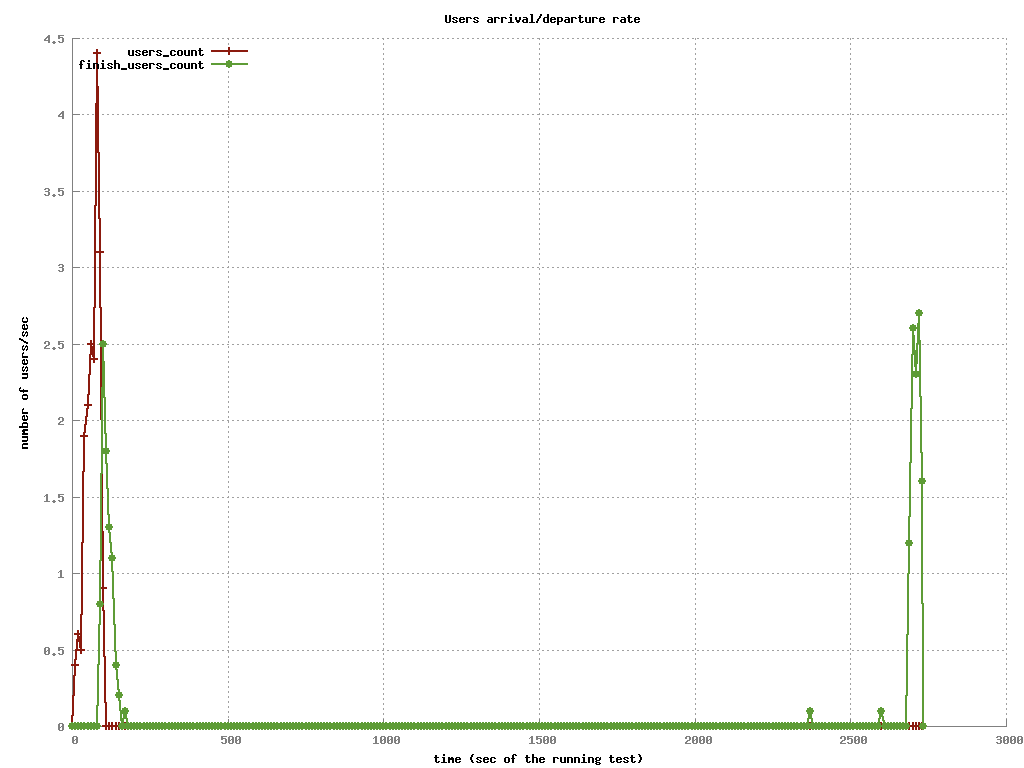 Users arrival/departure rate
users_count
finish_users_count
4.5
4
3.5
3
2.5
2
1.5
1
0.5
0
number of users/sec
0 500 1000 1500 2000 2500 3000
time (sec of the running test)